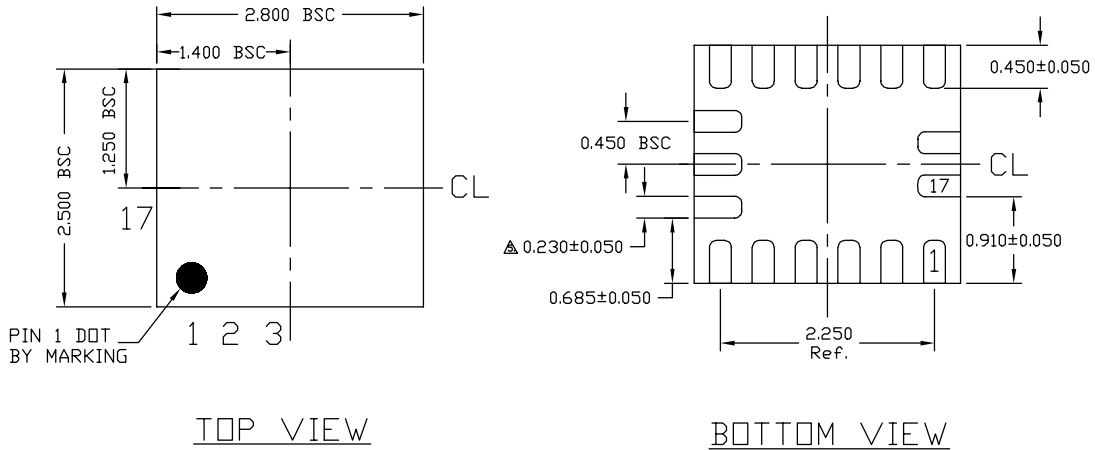 2.800 BSC
1.400 BSC
1.250 BSC
2.500 BSC
CL
17
PIN 1 DOT
BY MARKING
1 2 3
TOP VIEW
0.450±0.050
0.450 BSC
CL
17
0.230±0.050
0.910±0.050
1
0.685±0.050
2.250
Ref.
BOTTOM VIEW